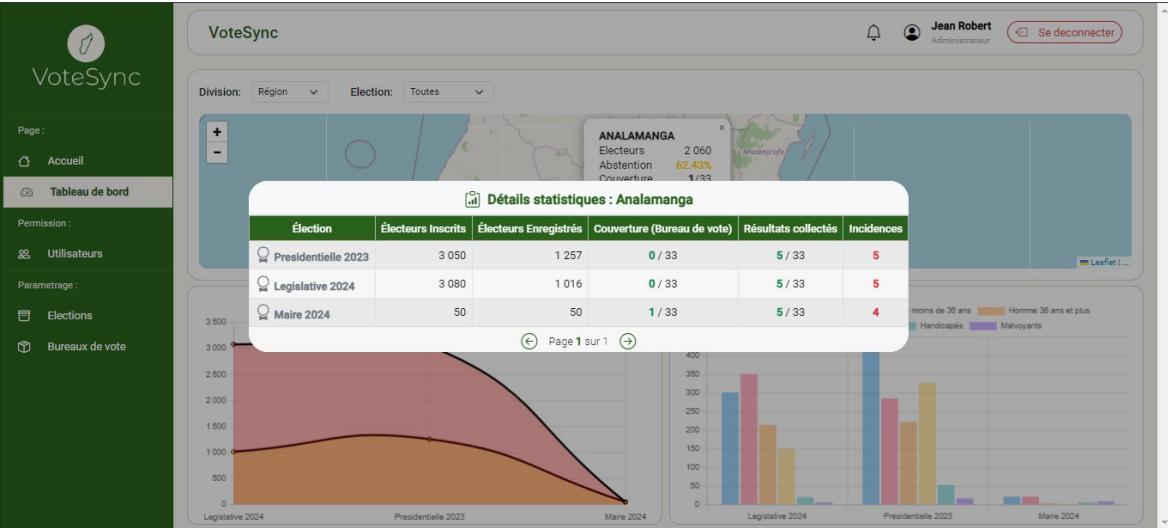 VoteSync
Page :
Accueil
Tableau de bord
Permission :
Utilisateurs
Parametrage :
Elections
Bureaux de vote
VoteSync
Jean Robert
Administrateur
Se deconnecter
Division: Région Election: Toutes
+
-
ANALAMANGA ×
Electeurs 2 060
Abstention 62.43%
Couverture 1/33
Analanjirofo
Leaflet | ...
Détails statistiques : Analamanga
Élection Électeurs Inscrits Électeurs Enregistrés Couverture (Bureau de vote) Résultats collectés Incidences
Presidentielle 2023 3 050 1 257 0 / 33 5 / 33 5
Legislative 2024 3 080 1 016 0 / 33 5 / 33 5
Maire 2024 50 50 1 / 33 5 / 33 4
Page 1 sur 1
3 500
3 000
2 500
2 000
1 500
1 000
500
0
Legislative 2024 Presidentielle 2023 Maire 2024
moins de 36 ans Homme 36 ans et plus
Handicapés Malvoyants
400
350
300
250
200
150
100
50
0
Legislative 2024 Presidentielle 2023 Maire 2024